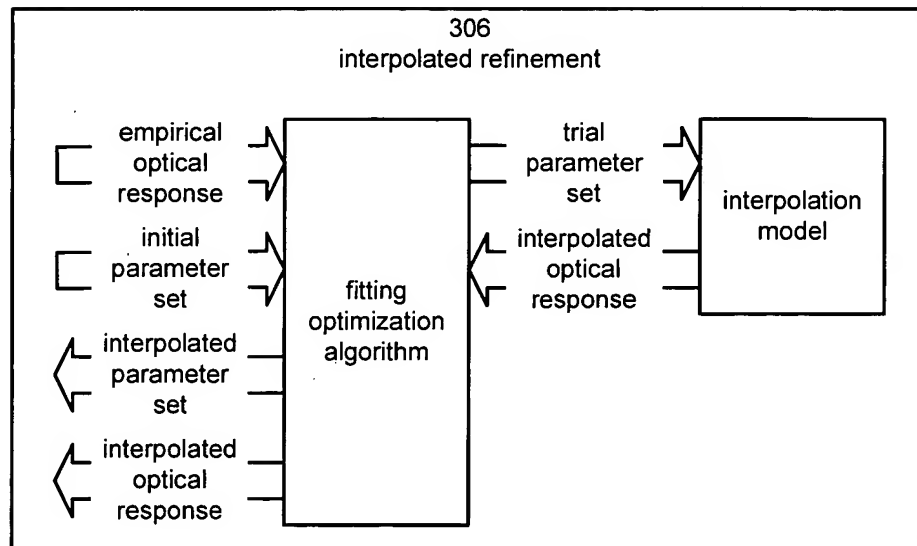 306
interpolated refinement
empirical
optical
response
initial
parameter
set
interpolated
parameter
set
interpolated
optical
response
fitting
optimization
algorithm
trial
parameter
set
interpolated
optical
response
interpolation
model